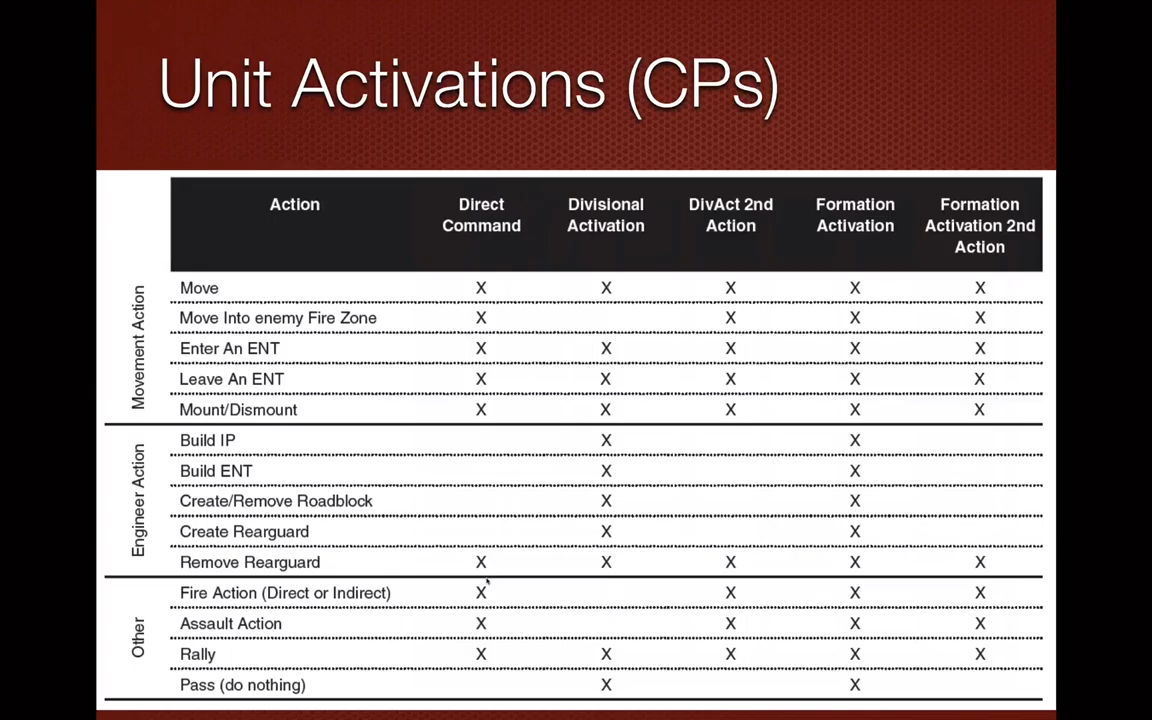 Unit Activations (CPs)
Action Direct Command Divisional Activation DivAct 2nd Action Formation Activation Formation Activation 2nd Action
Movement Action
Move X X X X X
Move Into enemy Fire Zone X X X X
Enter An ENT X X X X X
Leave An ENT X X X X X
Mount/Dismount X X X X X
Engineer Action
Build IP X X
Build ENT X X
Create/Remove Roadblock X X
Create Rearguard X X
Remove Rearguard X X X X X
Other
Fire Action (Direct or Indirect) X X X X
Assault Action X X X X
Rally X X X X X
Pass (do nothing) X X